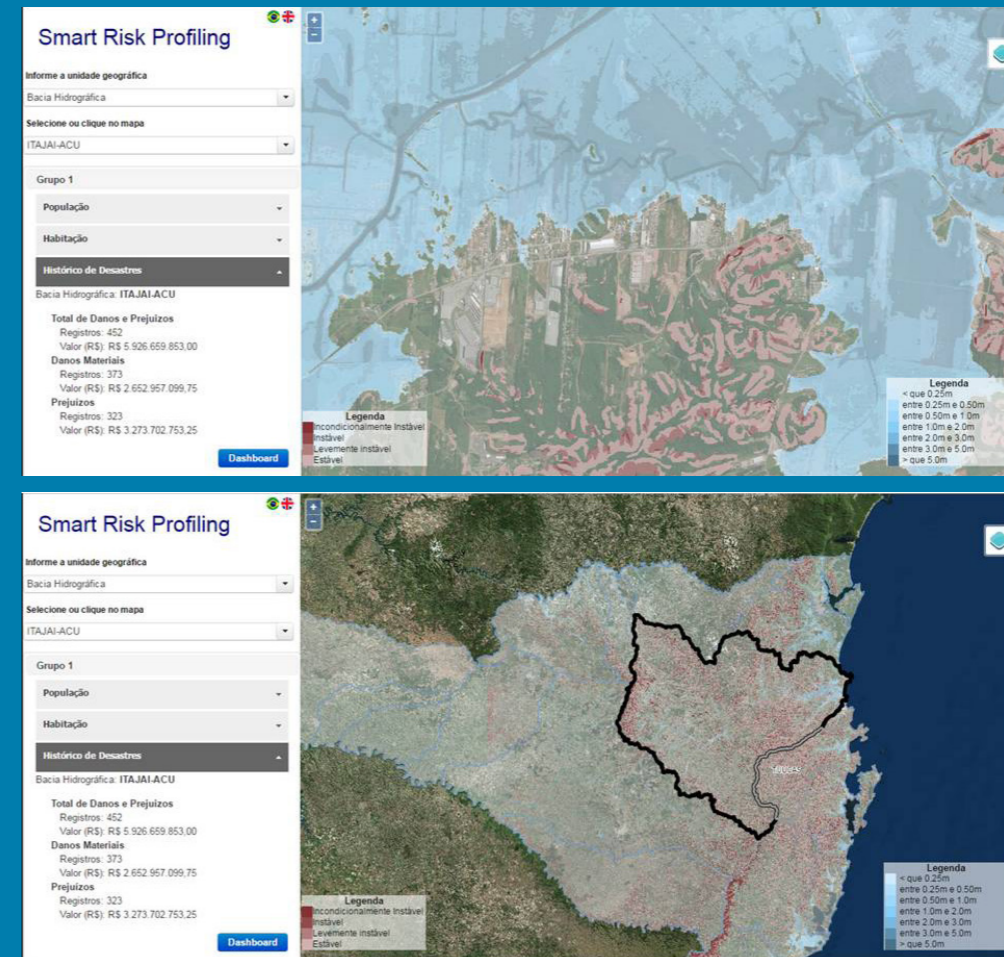 Smart Risk Profiling
Informe a unidade geográfica
Bacia Hidrográfica
Selecione ou clique no mapa
ITAJAI-ACU
Grupo 1
População
Habitação
Histórico de Desastres
Bacia Hidrográfica: ITAJAI-ACU
Total de Danos e Prejuizos
Registros: 452
Valor (R$): R$ 5.926.659.853,00
Danos Materiais
Registros: 373
Valor (R$): R$ 2.652.957.099,75
Prejuízos
Registros: 323
Valor (R$): R$ 3.273.702.753,25
Dashboard
+
-
Legenda
Incondicionalmente Instável
Instável
Levemente instável
Estável
Legenda
< que 0.25m
entre 0.25m e 0.50m
entre 0.50m e 1.0m
entre 1.0m e 2.0m
entre 2.0m e 3.0m
entre 3.0m e 5.0m
> que 5.0m
Smart Risk Profiling
Informe a unidade geográfica
Bacia Hidrográfica
Selecione ou clique no mapa
ITAJAI-ACU
Grupo 1
População
Habitação
Histórico de Desastres
Bacia Hidrográfica: ITAJAI-ACU
Total de Danos e Prejuizos
Registros: 452
Valor (R$): R$ 5.926.659.853,00
Danos Materiais
Registros: 373
Valor (R$): R$ 2.652.957.099,75
Prejuízos
Registros: 323
Valor (R$): R$ 3.273.702.753,25
Dashboard
+
-
Legenda
Incondicionalmente Instável
Instável
Levemente instável
Estável
Legenda
< que 0.25m
entre 0.25m e 0.50m
entre 0.50m e 1.0m
entre 1.0m e 2.0m
entre 2.0m e 3.0m
entre 3.0m e 5.0m
> que 5.0m